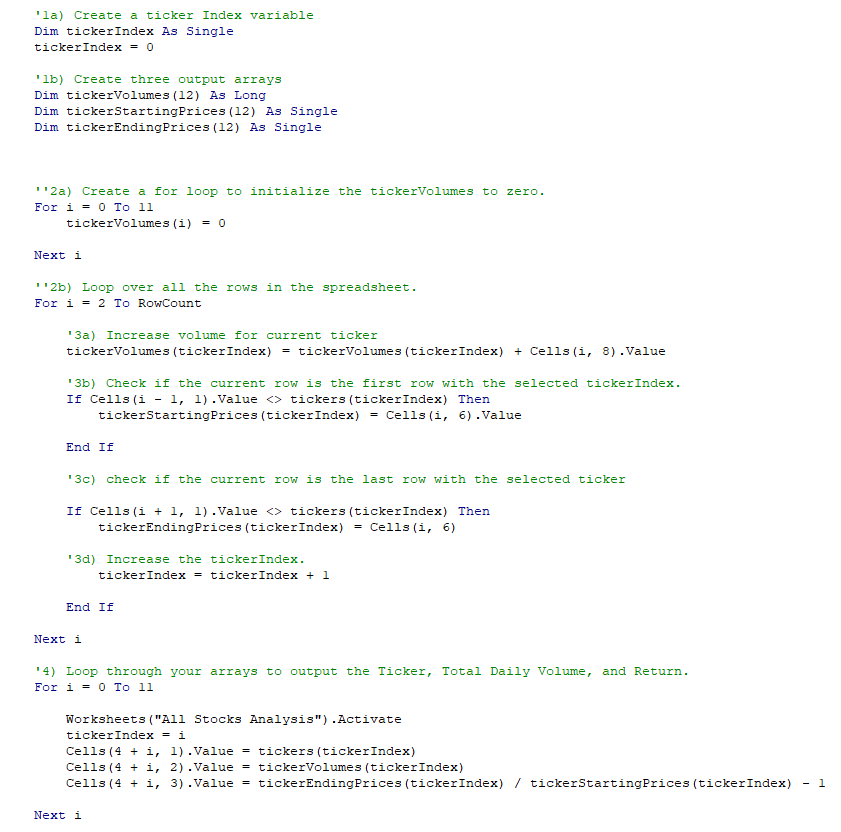 '1a) Create a ticker Index variable
Dim tickerIndex As Single
tickerIndex = 0
'1b) Create three output arrays
Dim tickerVolumes(12) As Long
Dim tickerStartingPrices(12) As Single
Dim tickerEndingPrices(12) As Single
''2a) Create a for loop to initialize the tickerVolumes to zero.
For i = 0 To 11
tickerVolumes(i) = 0
Next i
''2b) Loop over all the rows in the spreadsheet.
For i = 2 To RowCount
'3a) Increase volume for current ticker
tickerVolumes(tickerIndex) = tickerVolumes(tickerIndex) + Cells(i, 8).Value
'3b) Check if the current row is the first row with the selected tickerIndex.
If Cells(i - 1, 1).Value <> tickers(tickerIndex) Then
tickerStartingPrices(tickerIndex) = Cells(i, 6).Value
End If
'3c) check if the current row is the last row with the selected ticker
If Cells(i + 1, 1).Value <> tickers(tickerIndex) Then
tickerEndingPrices(tickerIndex) = Cells(i, 6)
'3d) Increase the tickerIndex.
tickerIndex = tickerIndex + 1
End If
Next i
'4) Loop through your arrays to output the Ticker, Total Daily Volume, and Return.
For i = 0 To 11
Worksheets("All Stocks Analysis").Activate
tickerIndex = i
Cells(4 + i, 1).Value = tickers(tickerIndex)
Cells(4 + i, 2).Value = tickerVolumes(tickerIndex)
Cells(4 + i, 3).Value = tickerEndingPrices(tickerIndex) / tickerStartingPrices(tickerIndex) - 1
Next i